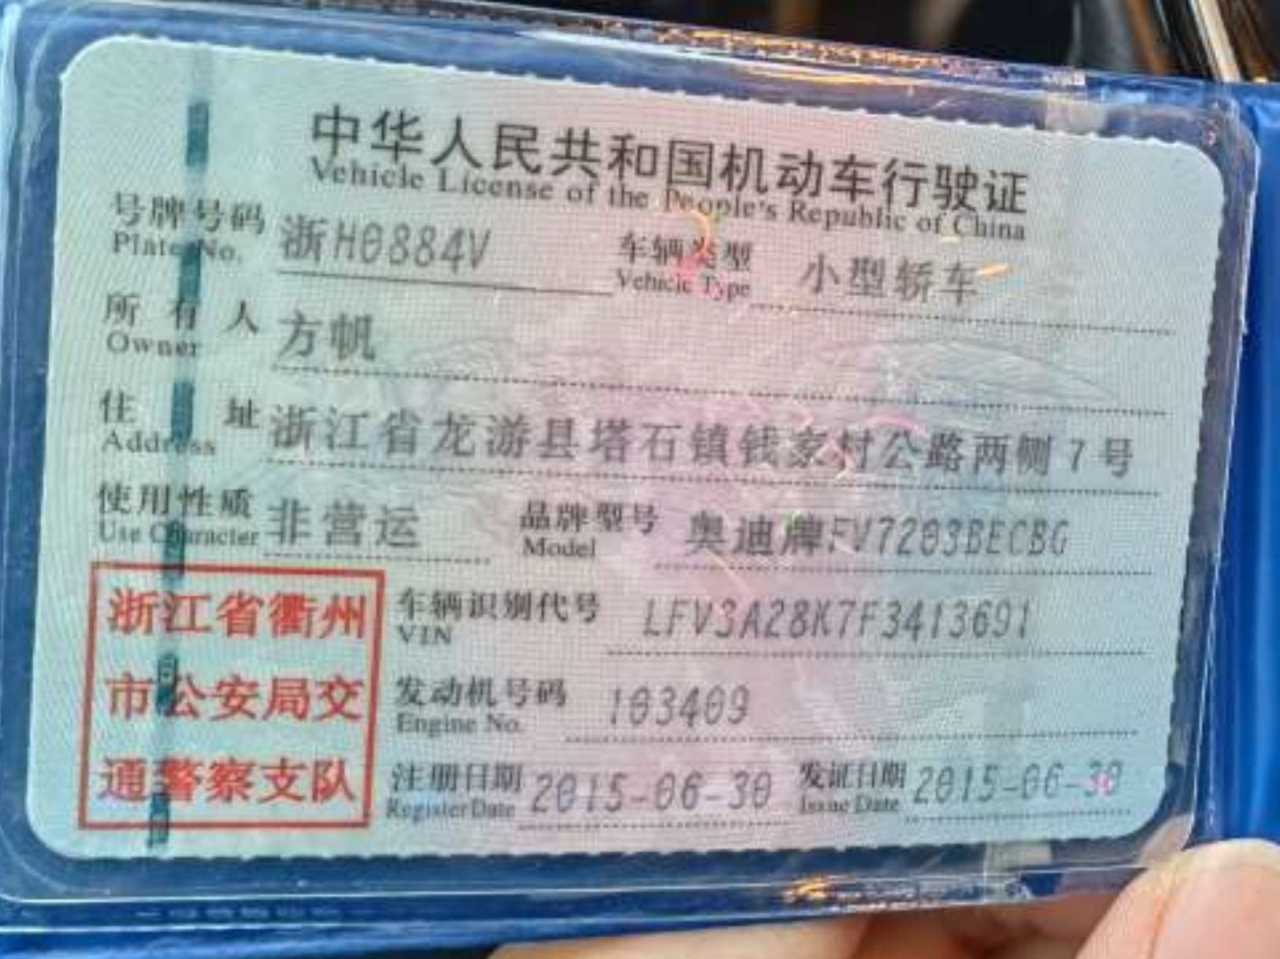 中华人民共和国机动车行驶证
Vehicle License of the People's Republic of China
号牌号码 浙H0884V 车辆类型 小型轿车
Plate No. Vehicle Type
所有人 方帆
Owner
住址 浙江省龙游县塔石镇钱家村公路两侧7号
Address
使用性质 非营运 品牌型号 奥迪牌FV7203BECBG
Use Character Model
浙江省衢州
市公安局交
通警察支队
车辆识别代号 LFV3A28K7F3413691
VIN
发动机号码 103409
Engine No.
注册日期 2015-06-30 发证日期 2015-06-30
Register Date Issue Date